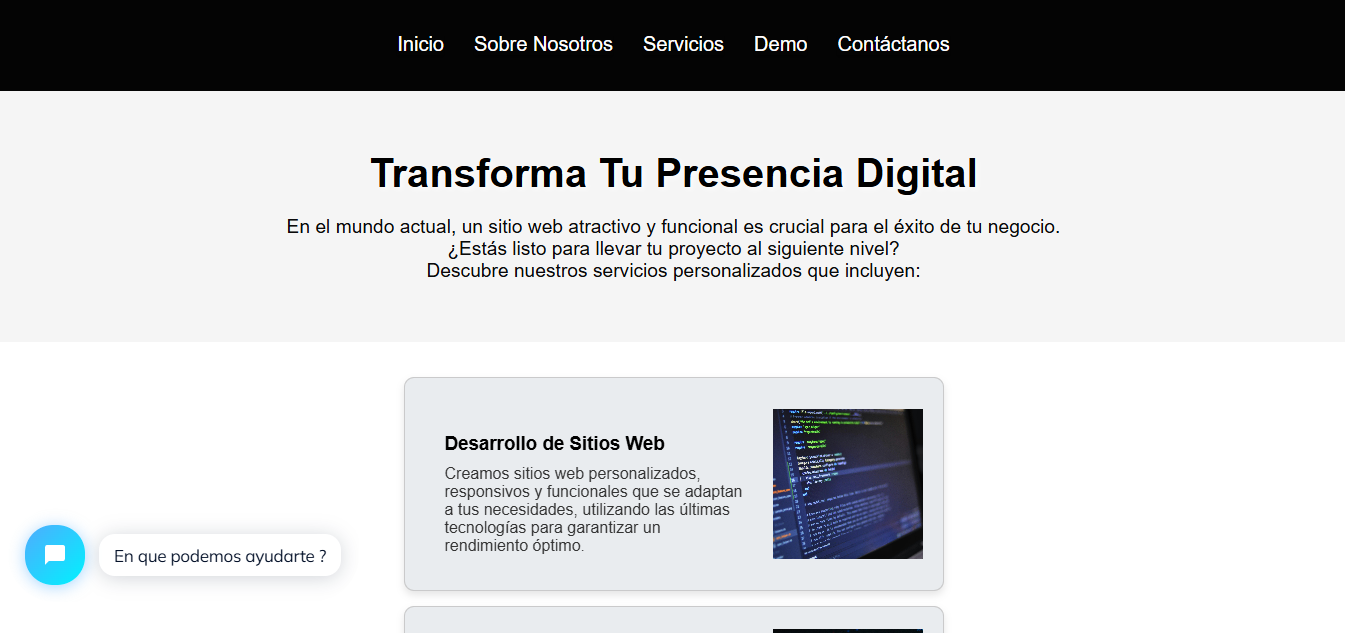 Inicio Sobre Nosotros Servicios Demo Contáctanos
Transforma Tu Presencia Digital
En el mundo actual, un sitio web atractivo y funcional es crucial para el éxito de tu negocio.
¿Estás listo para llevar tu proyecto al siguiente nivel?
Descubre nuestros servicios personalizados que incluyen:
Desarrollo de Sitios Web
Creamos sitios web personalizados,
responsivos y funcionales que se adaptan
a tus necesidades, utilizando las últimas
tecnologías para garantizar un
rendimiento óptimo.
En que podemos ayudarte ?